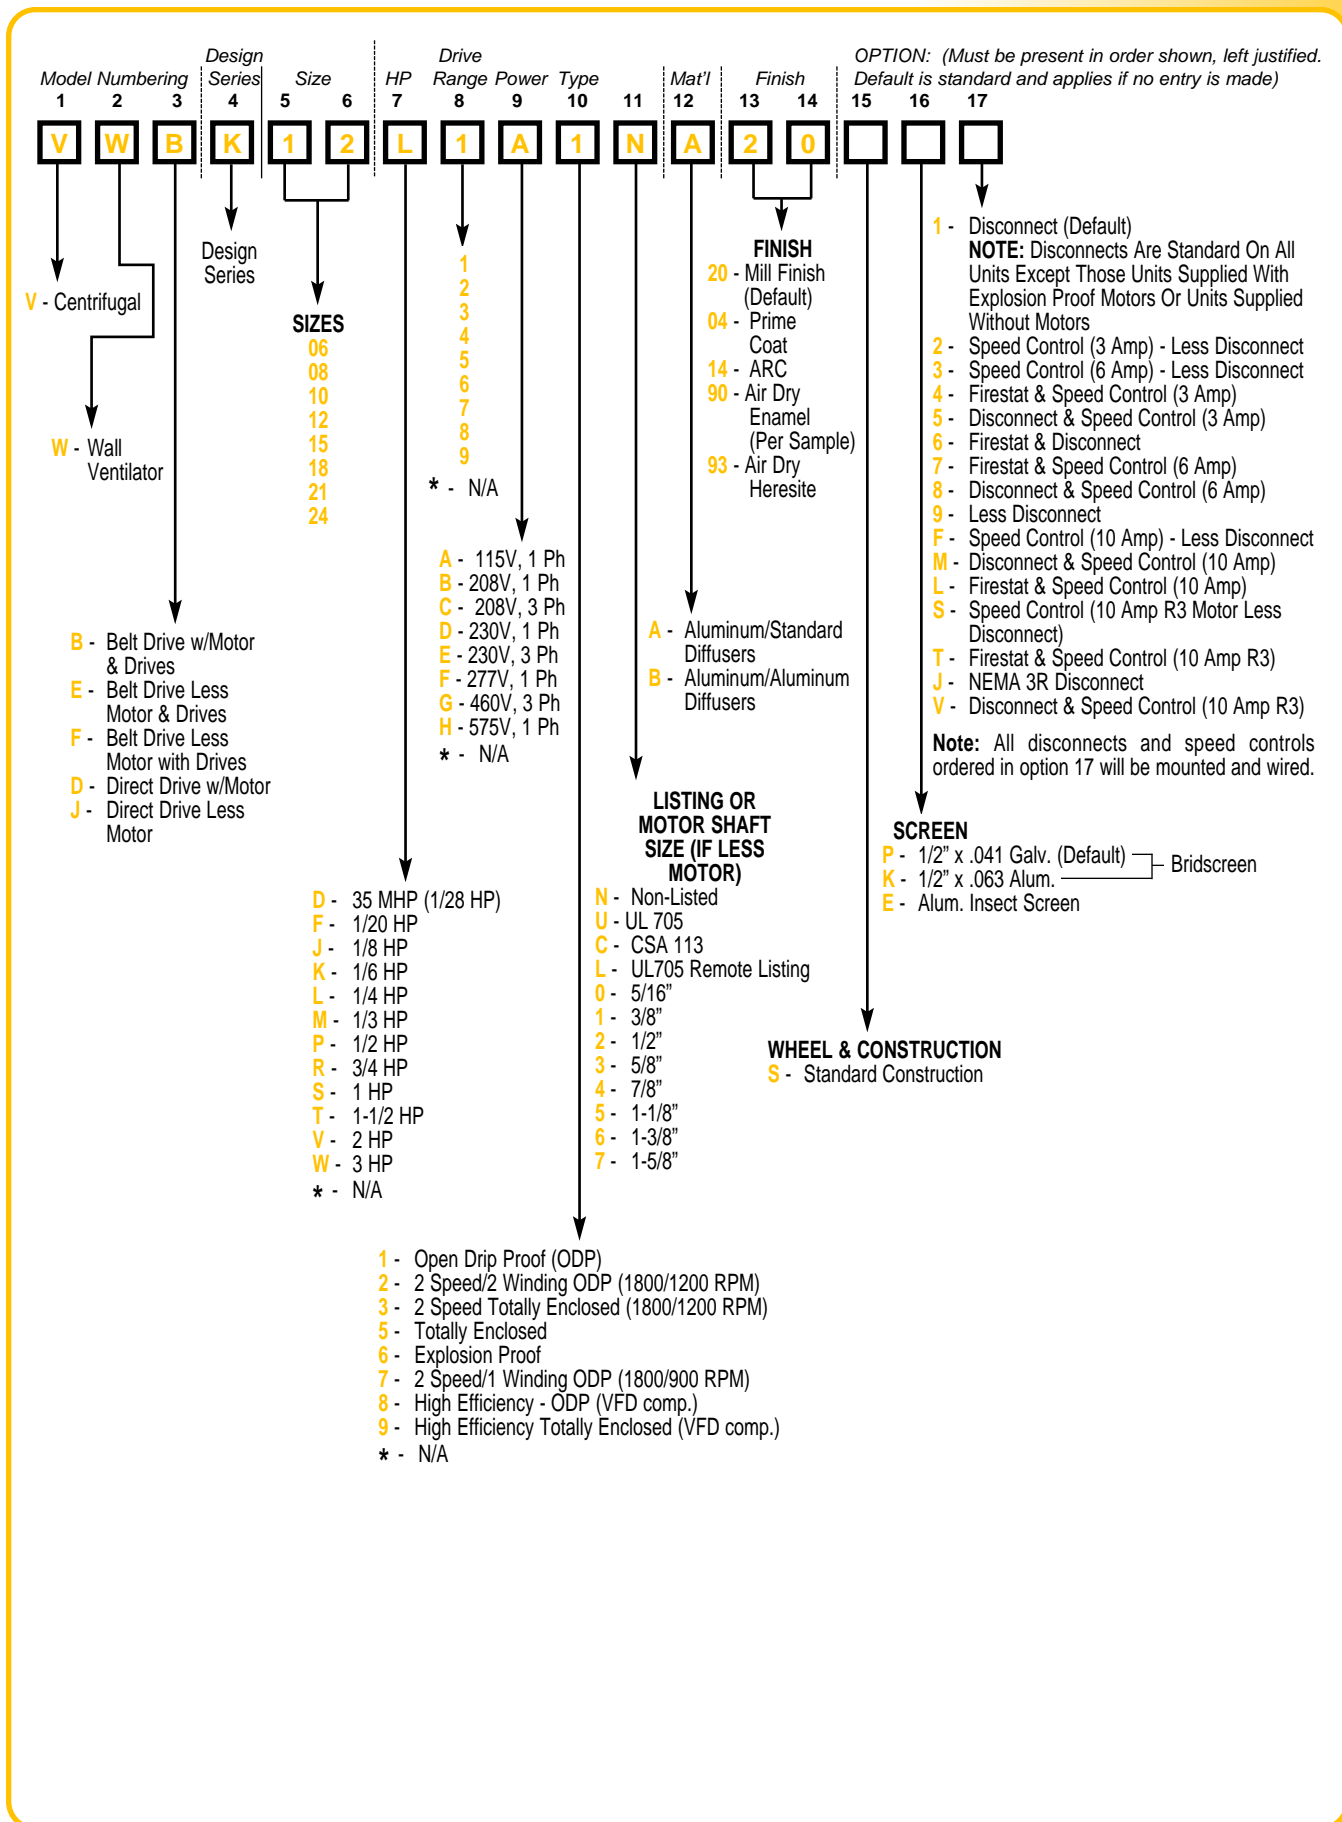 Design
Drive
OPTION: (Must be present in order shown, left justified.
Model Numbering Series Size HP Range Power Type Mat'l Finish Default is standard and applies if no entry is made)
1 2 3 4 5 6 7 8 9 10 11 12 13 14 15 16 17
V W B K 1 2 L 1 A 1 N A 2 0
V - Centrifugal
W - Wall
Ventilator
B - Belt Drive w/Motor
& Drives
E - Belt Drive Less
Motor & Drives
F - Belt Drive Less
Motor with Drives
D - Direct Drive w/Motor
J - Direct Drive Less
Motor
Design
Series
SIZES
06
08
10
12
15
18
21
24
D - 35 MHP (1/28 HP)
F - 1/20 HP
J - 1/8 HP
K - 1/6 HP
L - 1/4 HP
M - 1/3 HP
P - 1/2 HP
R - 3/4 HP
S - 1 HP
T - 1-1/2 HP
V - 2 HP
W - 3 HP
* - N/A
1
2
3
4
5
6
7
8
9
* - N/A
A - 115V, 1 Ph
B - 208V, 1 Ph
C - 208V, 3 Ph
D - 230V, 1 Ph
E - 230V, 3 Ph
F - 277V, 1 Ph
G - 460V, 3 Ph
H - 575V, 1 Ph
* - N/A
1 - Open Drip Proof (ODP)
2 - 2 Speed/2 Winding ODP (1800/1200 RPM)
3 - 2 Speed Totally Enclosed (1800/1200 RPM)
5 - Totally Enclosed
6 - Explosion Proof
7 - 2 Speed/1 Winding ODP (1800/900 RPM)
8 - High Efficiency - ODP (VFD comp.)
9 - High Efficiency Totally Enclosed (VFD comp.)
* - N/A
LISTING OR
MOTOR SHAFT
SIZE (IF LESS
MOTOR)
N - Non-Listed
U - UL 705
C - CSA 113
L - UL705 Remote Listing
0 - 5/16”
1 - 3/8”
2 - 1/2”
3 - 5/8”
4 - 7/8”
5 - 1-1/8”
6 - 1-3/8”
7 - 1-5/8”
A - Aluminum/Standard
Diffusers
B - Aluminum/Aluminum
Diffusers
FINISH
20 - Mill Finish
(Default)
04 - Prime
Coat
14 - ARC
90 - Air Dry
Enamel
(Per Sample)
93 - Air Dry
Heresite
WHEEL & CONSTRUCTION
S - Standard Construction
SCREEN
P - 1/2” x .041 Galv. (Default)
K - 1/2” x .063 Alum.
Bridscreen
E - Alum. Insect Screen
1 - Disconnect (Default)
NOTE: Disconnects Are Standard On All
Units Except Those Units Supplied With
Explosion Proof Motors Or Units Supplied
Without Motors
2 - Speed Control (3 Amp) - Less Disconnect
3 - Speed Control (6 Amp) - Less Disconnect
4 - Firestat & Speed Control (3 Amp)
5 - Disconnect & Speed Control (3 Amp)
6 - Firestat & Disconnect
7 - Firestat & Speed Control (6 Amp)
8 - Disconnect & Speed Control (6 Amp)
9 - Less Disconnect
F - Speed Control (10 Amp) - Less Disconnect
M - Disconnect & Speed Control (10 Amp)
L - Firestat & Speed Control (10 Amp)
S - Speed Control (10 Amp R3 Motor Less
Disconnect)
T - Firestat & Speed Control (10 Amp R3)
J - NEMA 3R Disconnect
V - Disconnect & Speed Control (10 Amp R3)
Note: All disconnects and speed controls
ordered in option 17 will be mounted and wired.